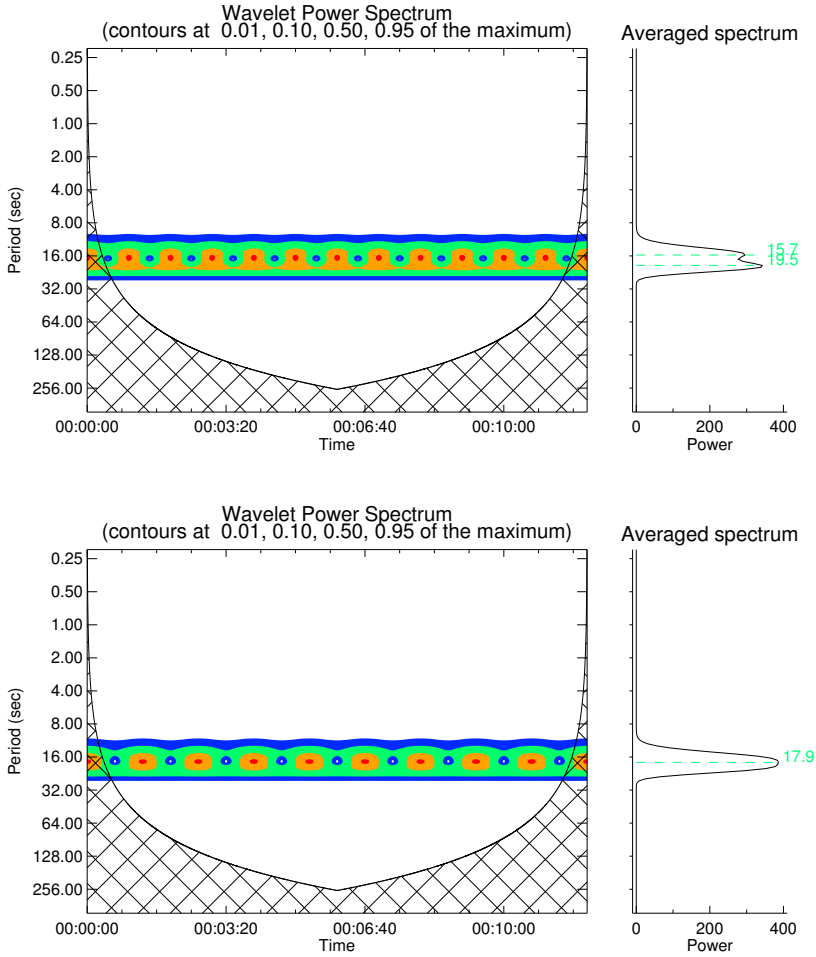 Wavelet Power Spectrum
(contours at 0.01, 0.10, 0.50, 0.95 of the maximum)
Averaged spectrum
Period (sec)
0.25
0.50
1.00
2.00
4.00
8.00
16.00
32.00
64.00
128.00
256.00
00:00:00 00:03:20 00:06:40 00:10:00
Time
15.7
19.5
0 200 400
Power
Wavelet Power Spectrum
(contours at 0.01, 0.10, 0.50, 0.95 of the maximum)
Averaged spectrum
Period (sec)
0.25
0.50
1.00
2.00
4.00
8.00
16.00
32.00
64.00
128.00
256.00
00:00:00 00:03:20 00:06:40 00:10:00
Time
17.9
0 200 400
Power